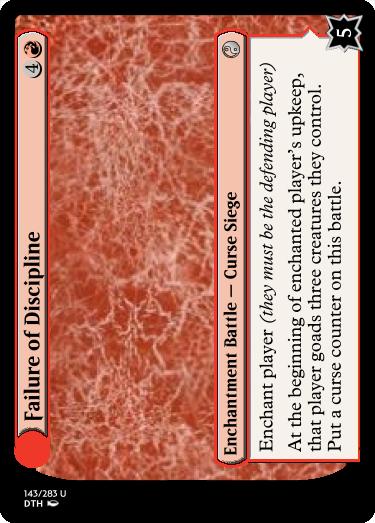 Failure of Discipline 4
Enchantment Battle — Curse Siege
Enchant player (they must be the defending player)
At the beginning of enchanted player's upkeep,
that player goads three creatures they control.
Put a curse counter on this battle.
5
143/283 U
DTH